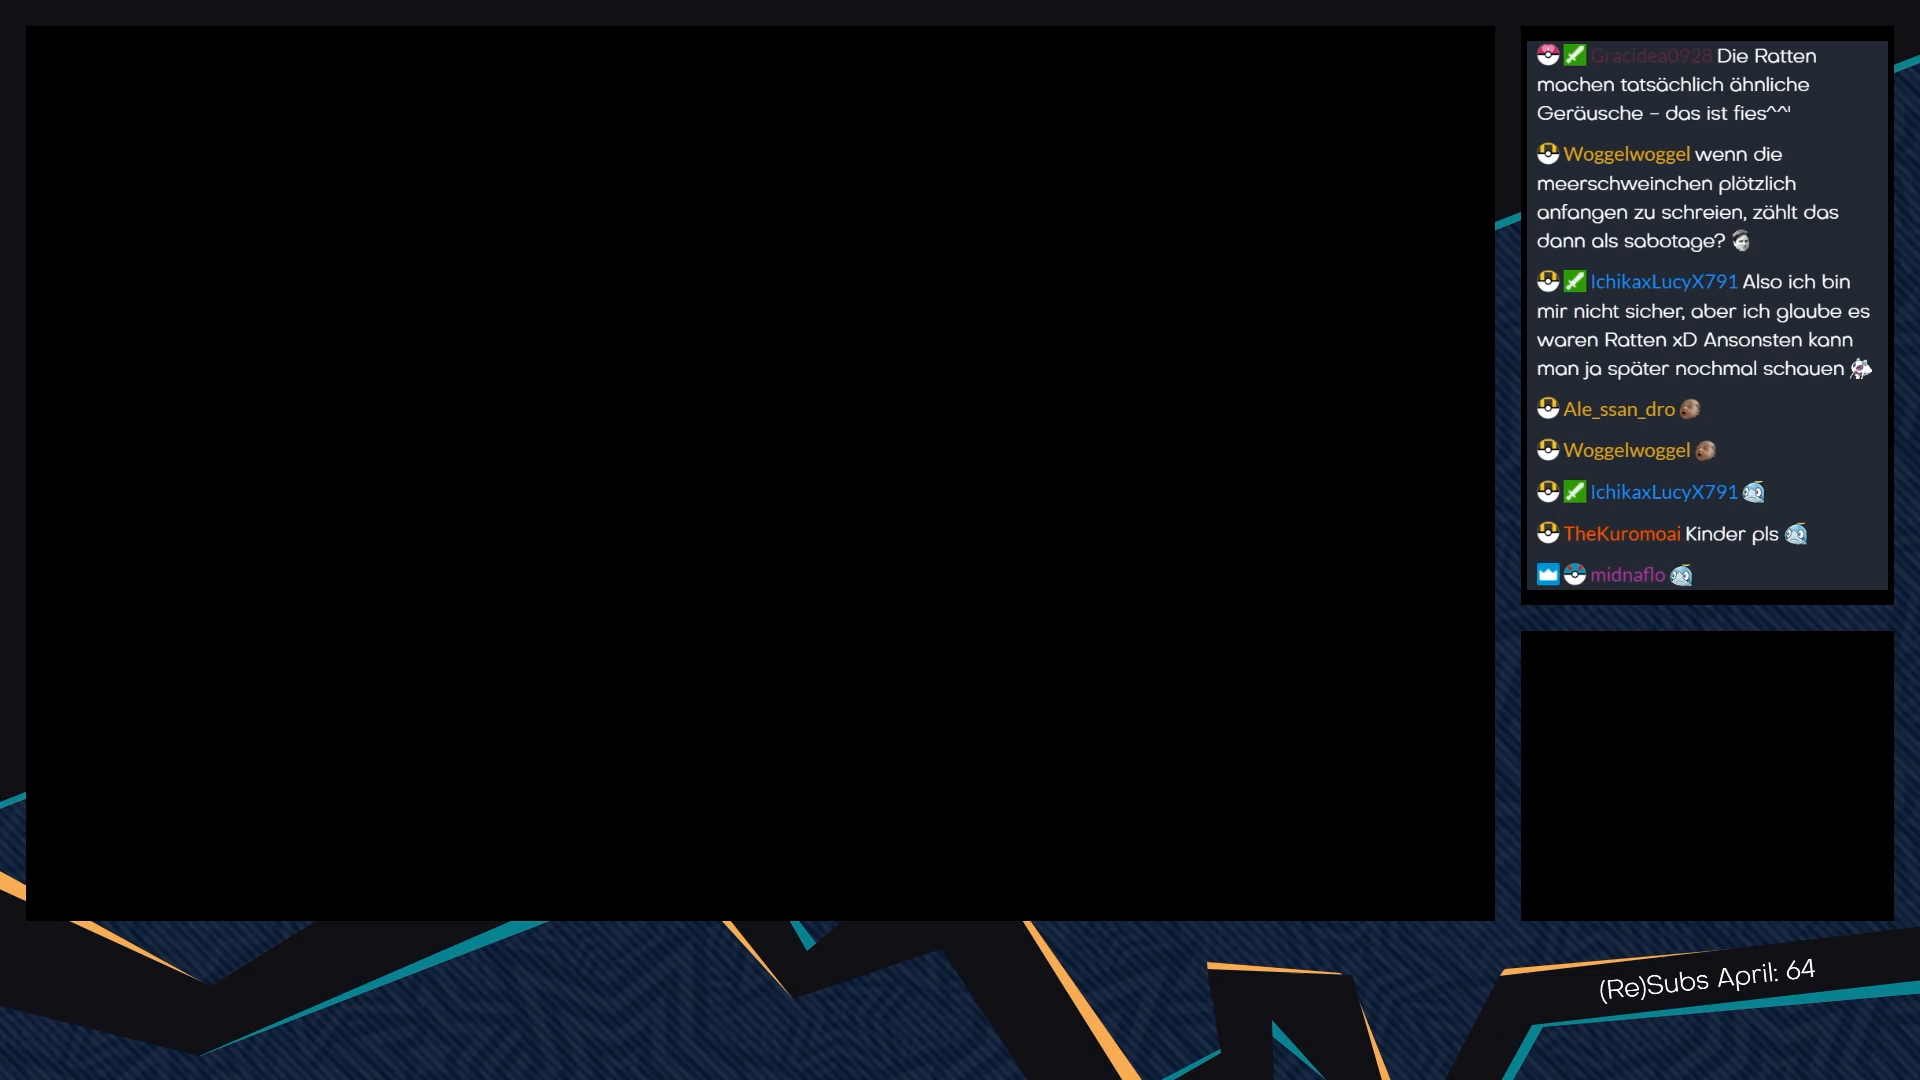 Gracidea0928 Die Ratten
machen tatsächlich ähnliche
Geräusche - das ist fies^^'
Woggelwoggel wenn die
meerschweinchen plötzlich
anfangen zu schreien, zählt das
dann als sabotage?
IchikaxLucyX791 Also ich bin
mir nicht sicher, aber ich glaube es
waren Ratten xD Ansonsten kann
man ja später nochmal schauen
Ale_ssan_dro
Woggelwoggel
IchikaxLucyX791
TheKuromoai Kinder pls
midnaflo
(Re)Subs April: 64